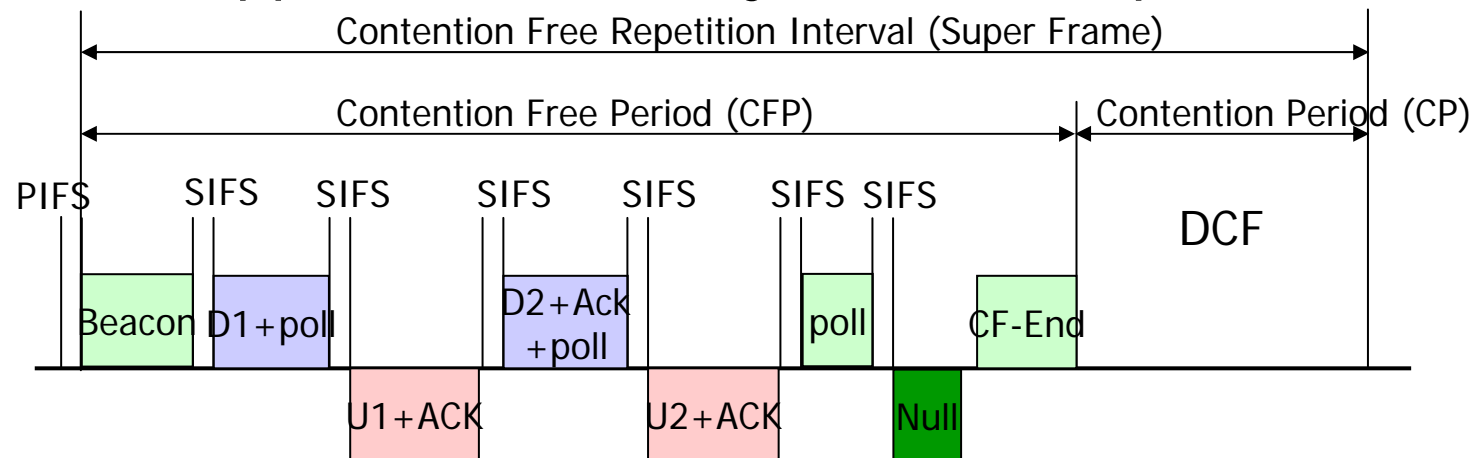 Contention Free Repetition Interval (Super Frame)
Contention Free Period (CFP)
Contention Period (CP)
PIFS
SIFS
SIFS
SIFS
SIFS
SIFS
SIFS
DCF
Beacon
D1+poll
D2+Ack
+poll
poll
CF-End
U1+ACK
U2+ACK
Null